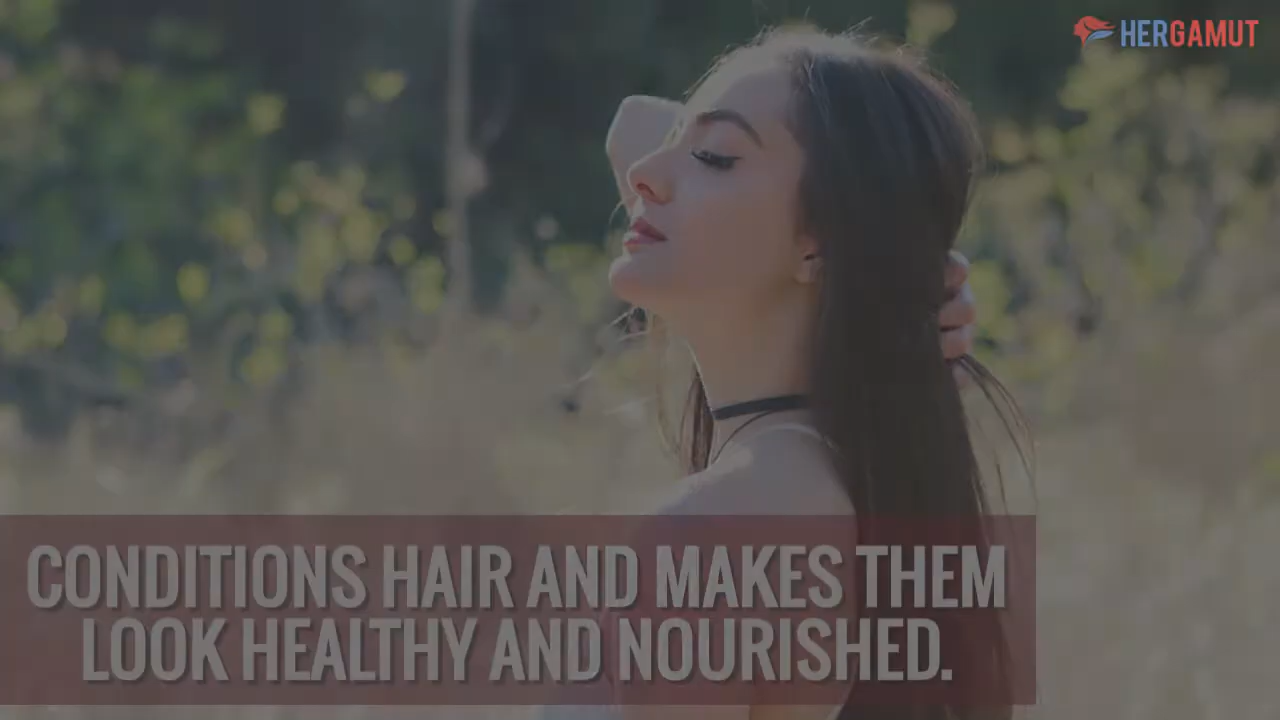 HERGAMUT
CONDITIONS HAIR AND MAKES THEM
LOOK HEALTHY AND NOURISHED.